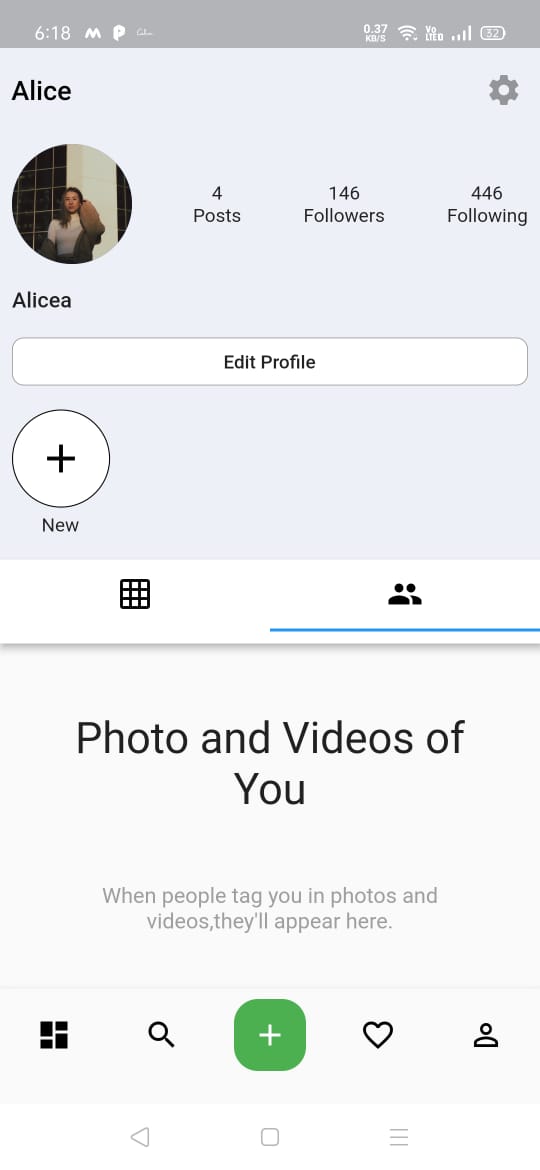 6:18
0.37
KB/S
Vo
LTE
32
Alice
4
Posts
146
Followers
446
Following
Alicea
Edit Profile
New
Photo and Videos of
You
When people tag you in photos and
videos,they'll appear here.